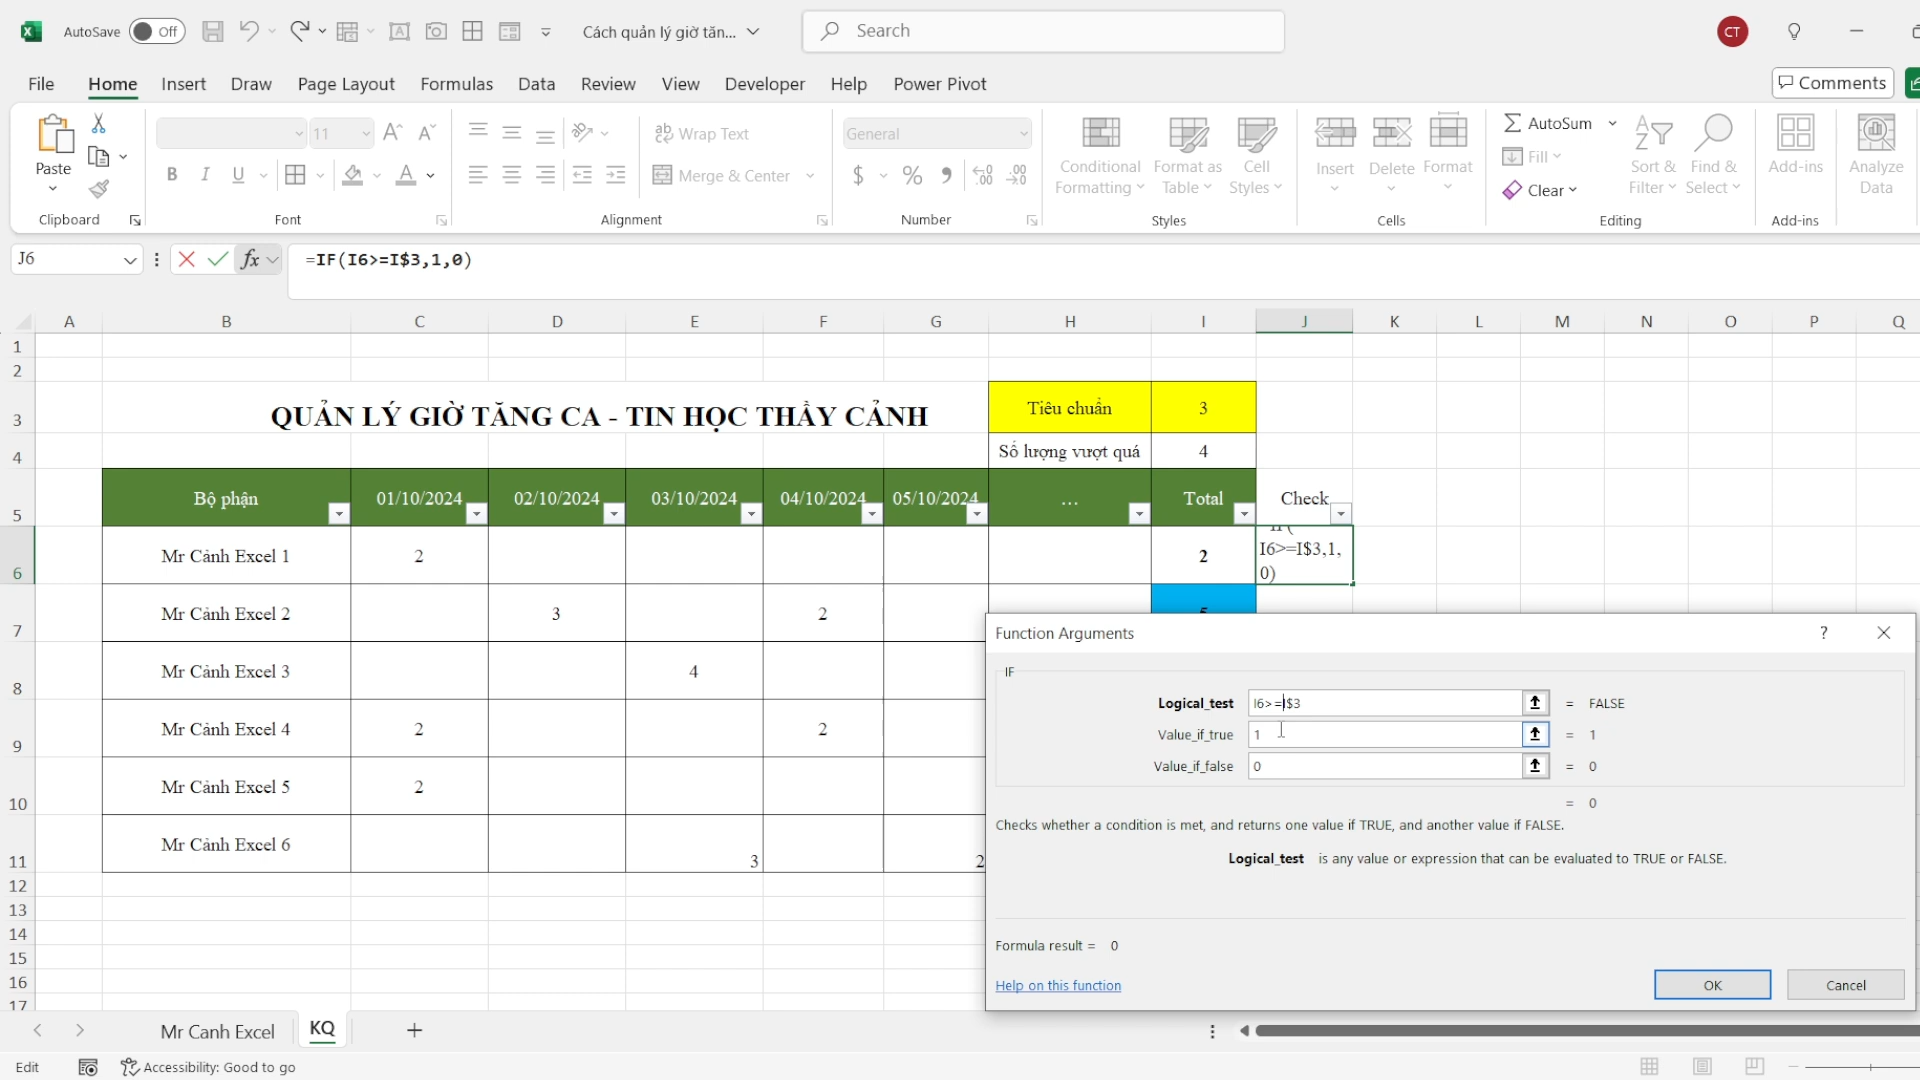 AutoSave Off Cách quản lý giờ tăn... Search CT
File Home Insert Draw Page Layout Formulas Data Review View Developer Help Power Pivot Comments
Paste 11 Wrap Text General Conditional Formatting Format as Table Cell Styles Insert Delete Format AutoSum Fill Clear Sort & Filter Find & Select Add-ins Analyze Data
B I U Merge & Center $ %
Clipboard Font Alignment Number Styles Cells Editing Add-ins
J6 fx =IF(I6>=I$3,1,0)
A B C D E F G H I J K L M N O P Q
1
2
3 QUẢN LÝ GIỜ TĂNG CA - TIN HỌC THẦY CẢNH Tiêu chuẩn 3
4 Số lượng vượt quá 4
5 Bộ phận 01/10/2024 02/10/2024 03/10/2024 04/10/2024 05/10/2024 ... Total Check
6 Mr Cảnh Excel 1 2 2 IF(
I6>=I$3,1,
0)
7 Mr Cảnh Excel 2 3 2 5
8 Mr Cảnh Excel 3 4
9 Mr Cảnh Excel 4 2 2
10 Mr Cảnh Excel 5 2
11 Mr Cảnh Excel 6 3 2
12
13
14
15
16
17
Function Arguments ?
IF
Logical_test I6>=I$3 = FALSE
Value_if_true 1 = 1
Value_if_false 0 = 0
= 0
Checks whether a condition is met, and returns one value if TRUE, and another value if FALSE.
Logical_test is any value or expression that can be evaluated to TRUE or FALSE.
Formula result = 0
Help on this function OK Cancel
Mr Canh Excel KQ
Edit Accessibility: Good to go